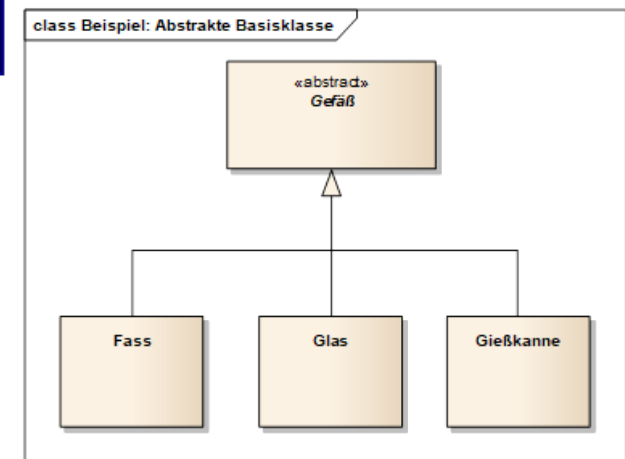 class Beispiel: Abstrakte Basisklasse
«abstract»
Gefäß
Fass
Glas
Gießkanne